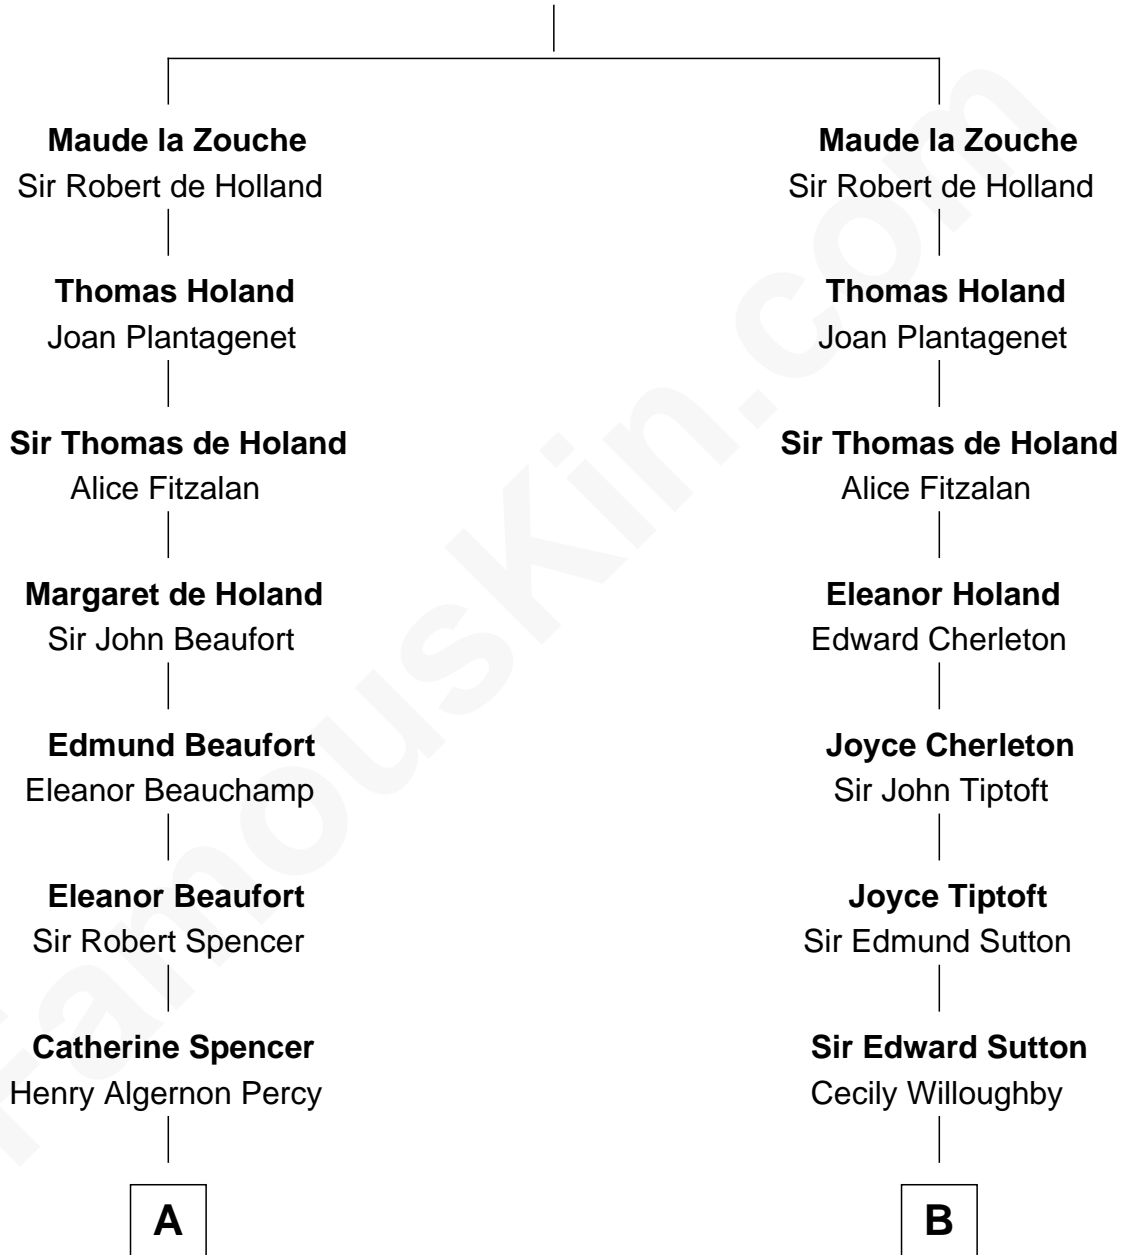 Maude la Zouche
Sir Robert de Holland
Thomas Holand
Joan Plantagenet
Sir Thomas de Holand
Alice Fitzalan
Margaret de Holand
Sir John Beaufort
Edmund Beaufort
Eleanor Beauchamp
Eleanor Beaufort
Sir Robert Spencer
Catherine Spencer
Henry Algernon Percy
A
Maude la Zouche
Sir Robert de Holland
Thomas Holand
Joan Plantagenet
Sir Thomas de Holand
Alice Fitzalan
Eleanor Holand
Edward Cherleton
Joyce Cherleton
Sir John Tiptoft
Joyce Tiptoft
Sir Edmund Sutton
Sir Edward Sutton
Cecily Willoughby
B
FamousKin.com